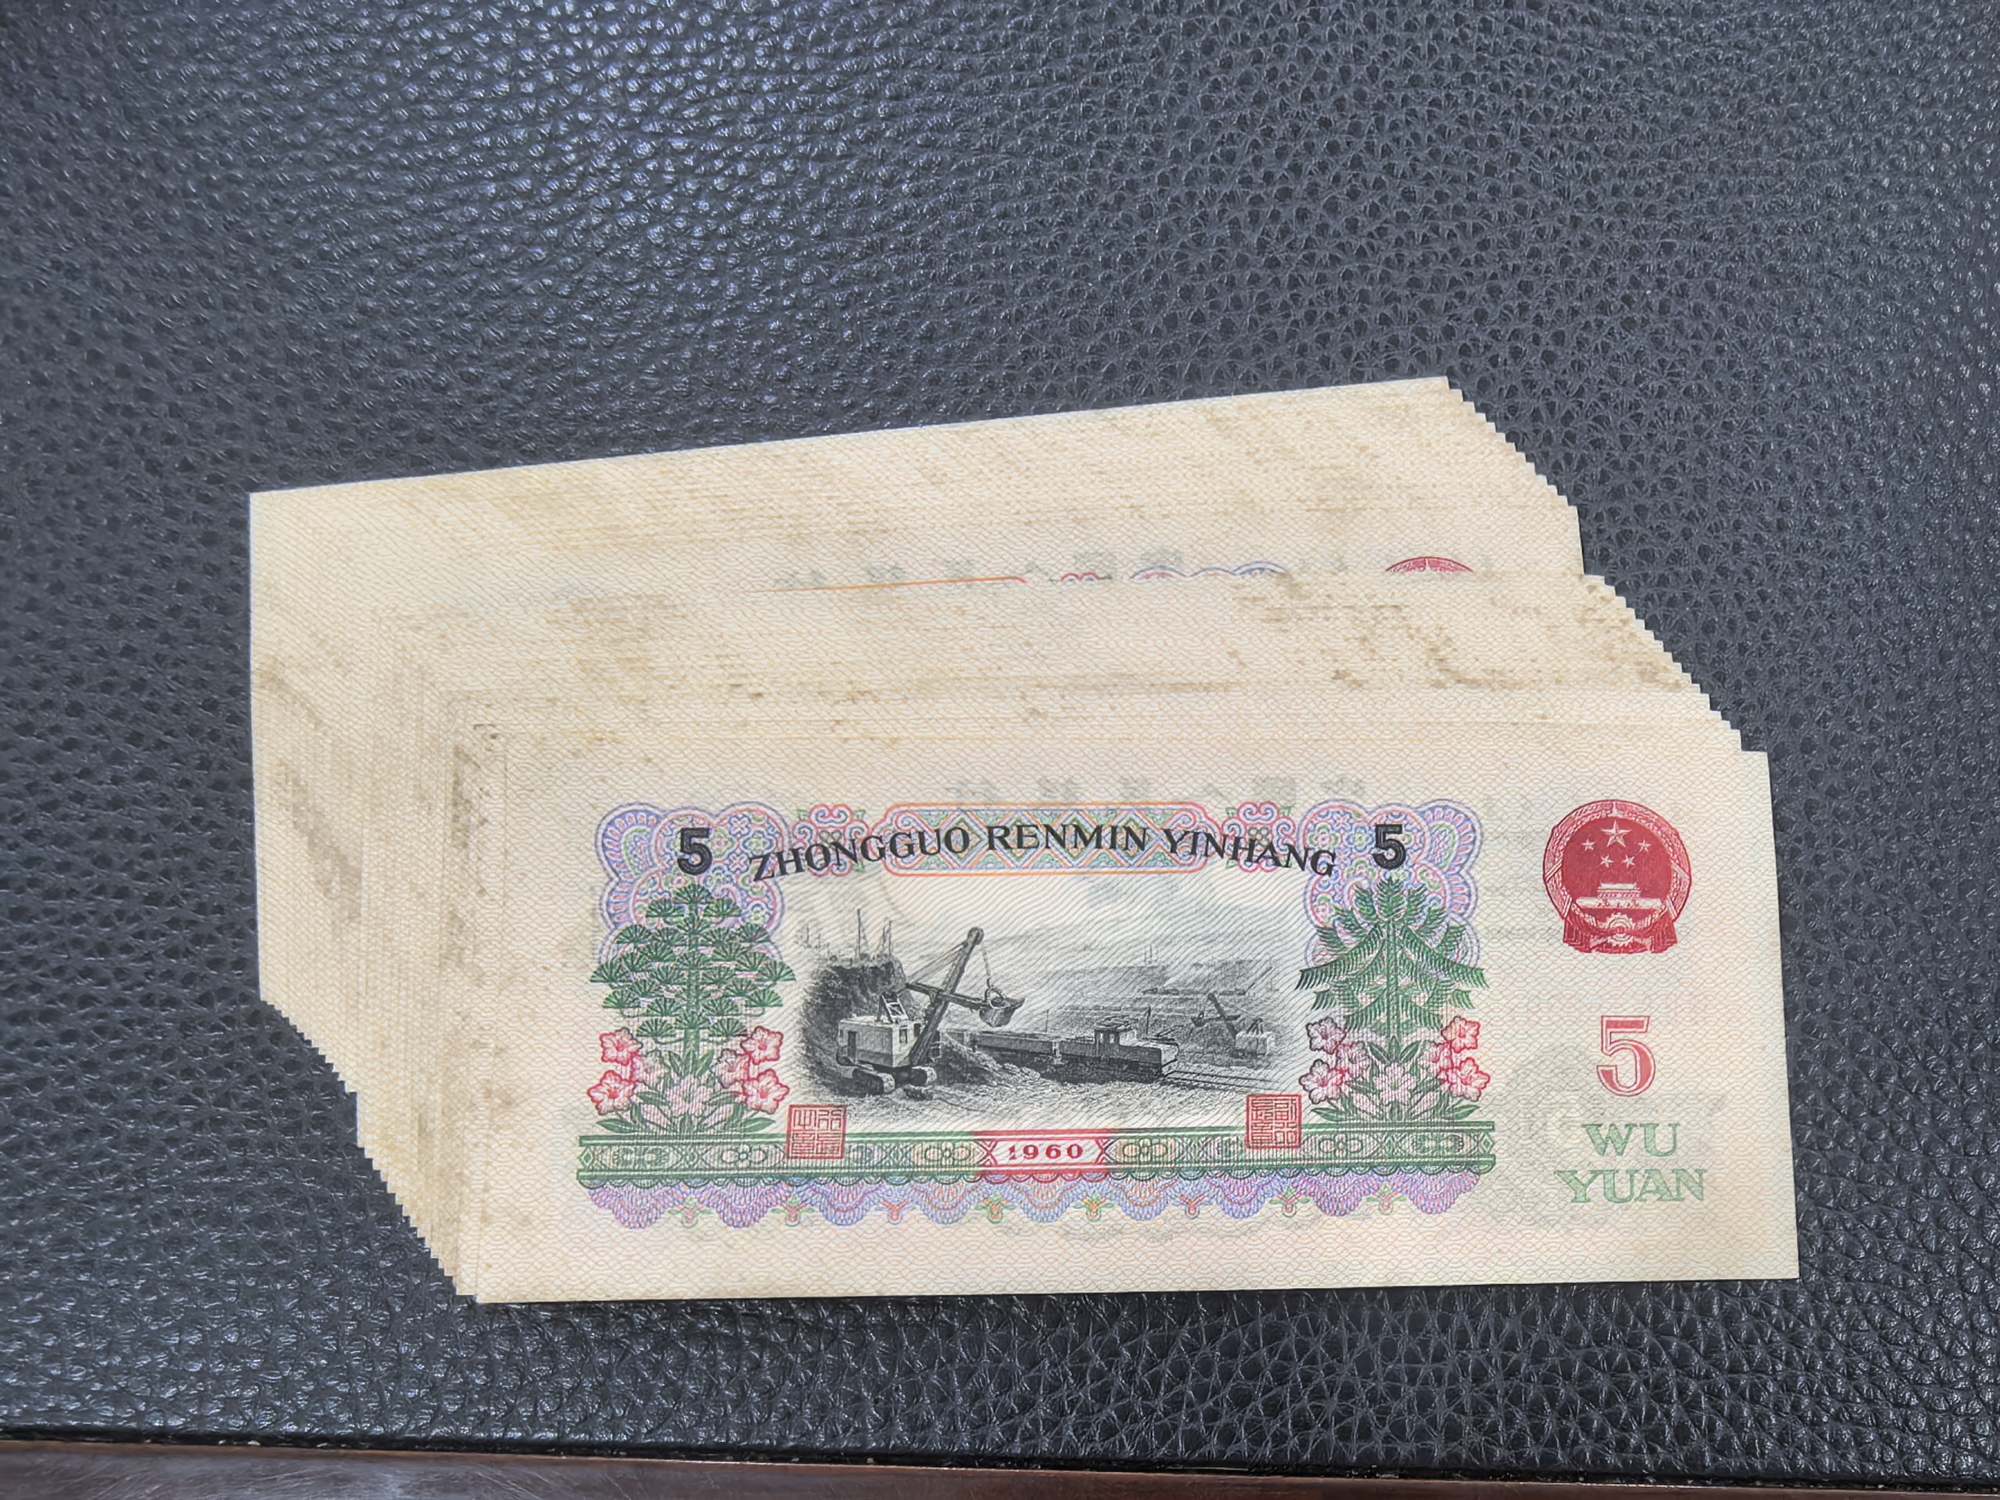 5 ZHONGGUO RENMIN YINHANG 5
1960
5
WU
YUAN